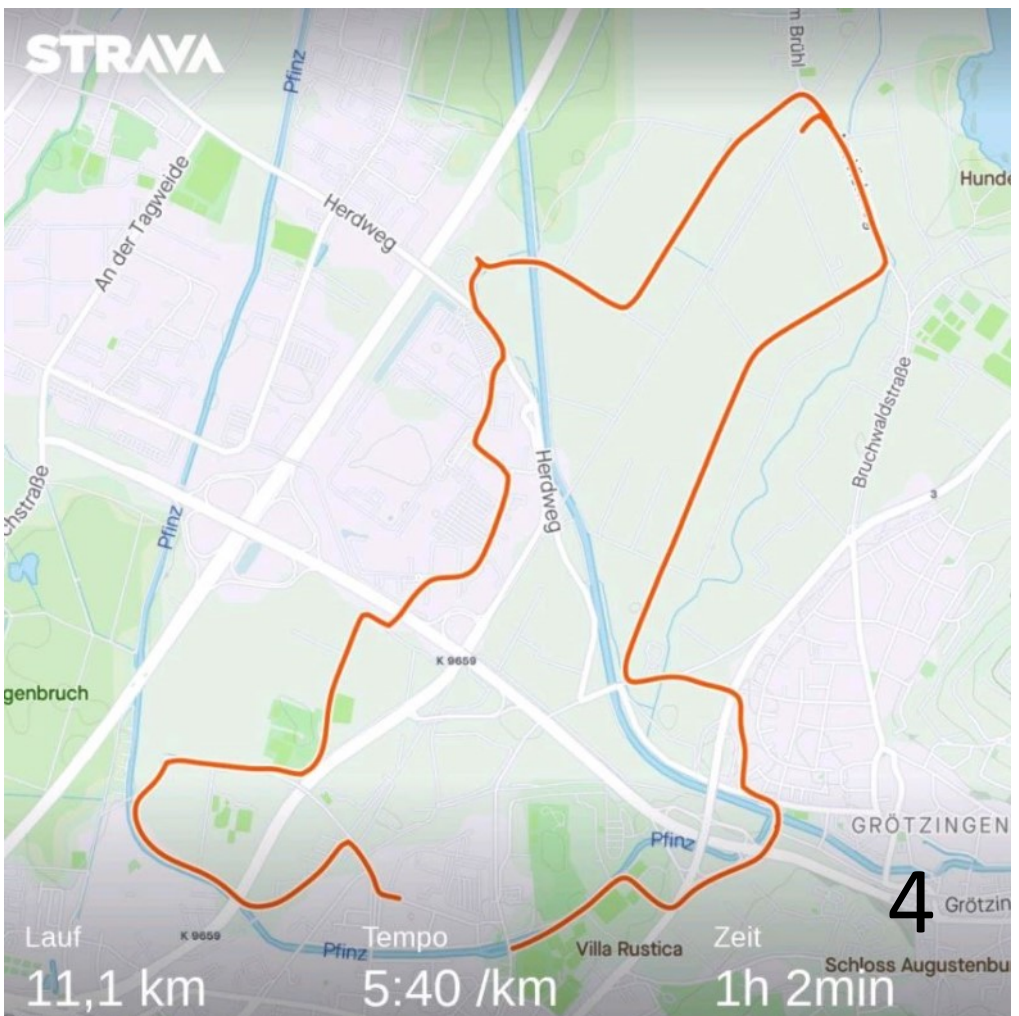 STRAVA
Pfinz
m Brühl
An der Tagweide
Herdweg
Hunde
chstraße
Pfinz
Herdweg
Bruchwaldstraße
3
K 9659
genbruch
GRÖTZINGEN
Pfinz
4
Grötzin
K 9659
Pfinz
Villa Rustica
Schloss Augustenbu
Lauf
Tempo
Zeit
11,1 km
5:40 /km
1h 2min